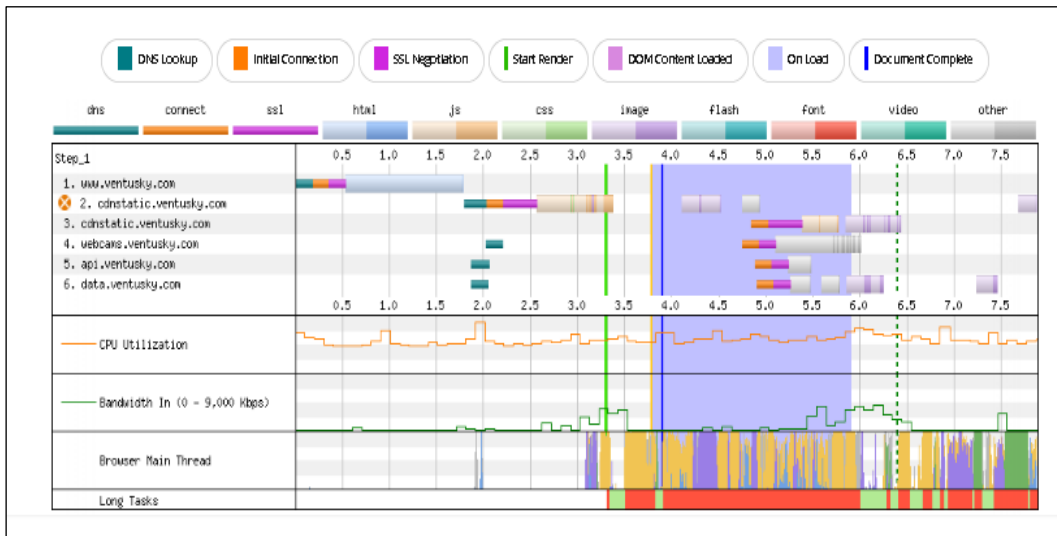 DNS Lookup Initial Connection SSL Negotiation Start Render DOM Content Loaded On Load Document Complete
dns connect ssl html js css image flash font video other
Step_1 0.5 1.0 1.5 2.0 2.5 3.0 3.5 4.0 4.5 5.0 5.5 6.0 6.5 7.0 7.5
1. www.ventusky.com
2. cdnstatic.ventusky.com
3. cdnstatic.ventusky.com
4. webcams.ventusky.com
5. api.ventusky.com
6. data.ventusky.com
0.5 1.0 1.5 2.0 2.5 3.0 3.5 4.0 4.5 5.0 5.5 6.0 6.5 7.0 7.5
CPU Utilization
Bandwidth In (0 - 9,000 Kbps)
Browser Main Thread
Long Tasks